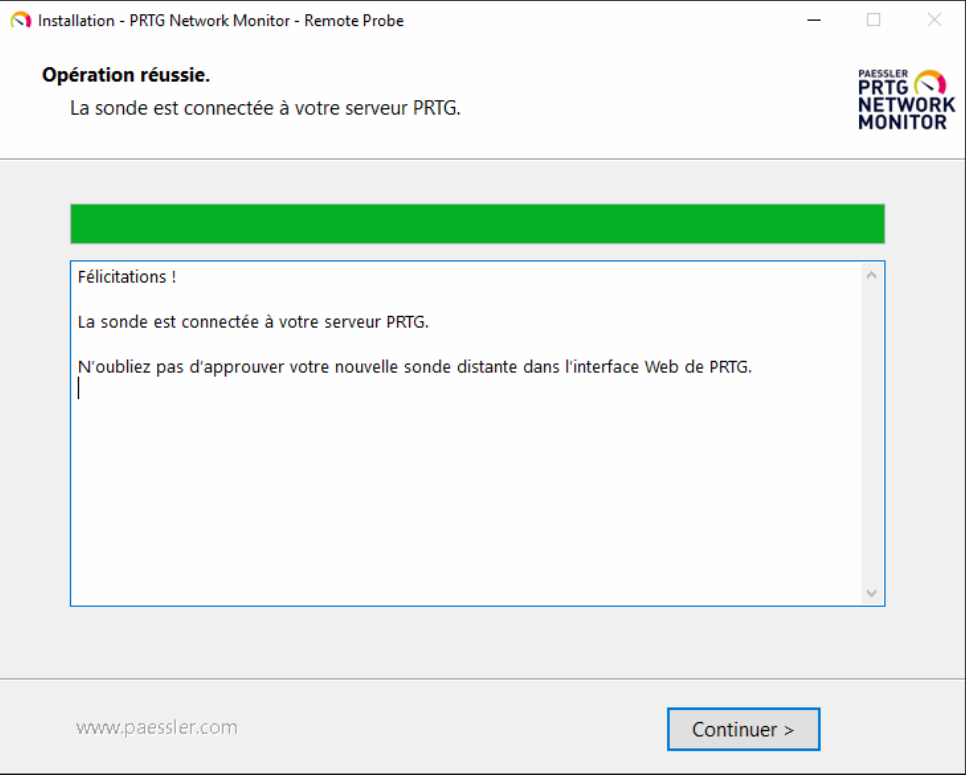 Installation - PRTG Network Monitor - Remote Probe
Opération réussie.
La sonde est connectée à votre serveur PRTG.
PAESSLER
PRTG
NETWORK
MONITOR
Félicitations !
La sonde est connectée à votre serveur PRTG.
N'oubliez pas d'approuver votre nouvelle sonde distante dans l'interface Web de PRTG.
www.paessler.com
Continuer >